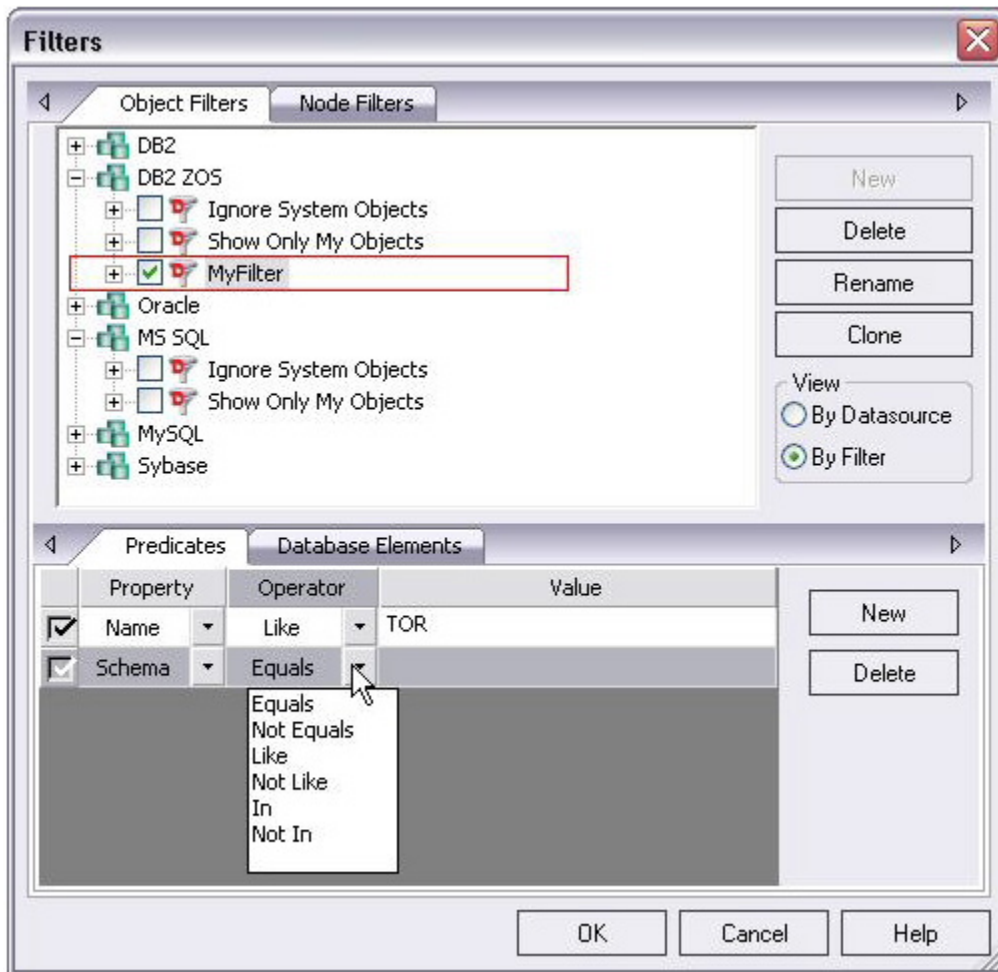 Filters
Object Filters Node Filters
DB2
DB2 ZOS
Ignore System Objects
Show Only My Objects
MyFilter
Oracle
MS SQL
Ignore System Objects
Show Only My Objects
MySQL
Sybase
New
Delete
Rename
Clone
View
By Datasource
By Filter
Predicates Database Elements
Property Operator Value
Name Like TOR
Schema Equals
Equals
Not Equals
Like
Not Like
In
Not In
New
Delete
OK Cancel Help